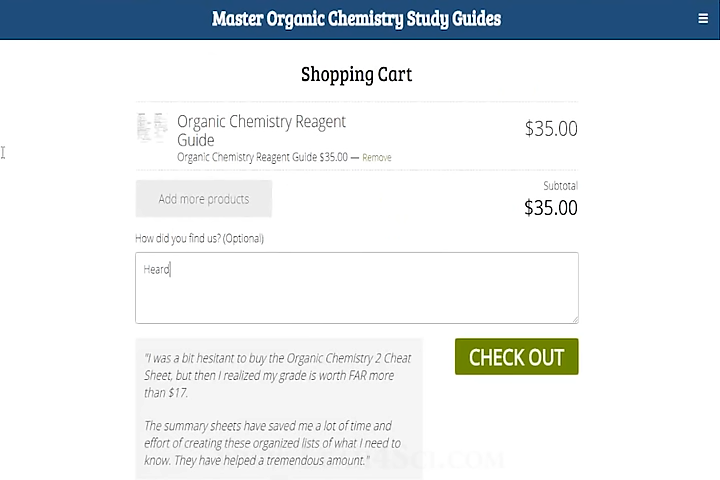 Master Organic Chemistry Study Guides
Shopping Cart
Organic Chemistry Reagent
Guide
$35.00
Organic Chemistry Reagent Guide $35.00 — Remove
Add more products
Subtotal
$35.00
How did you find us? (Optional)
Heard
"I was a bit hesitant to buy the Organic Chemistry 2 Cheat
Sheet, but then I realized my grade is worth FAR more
than $17.
The summary sheets have saved me a lot of time and
effort of creating these organized lists of what I need to
know. They have helped a tremendous amount."
CHECK OUT